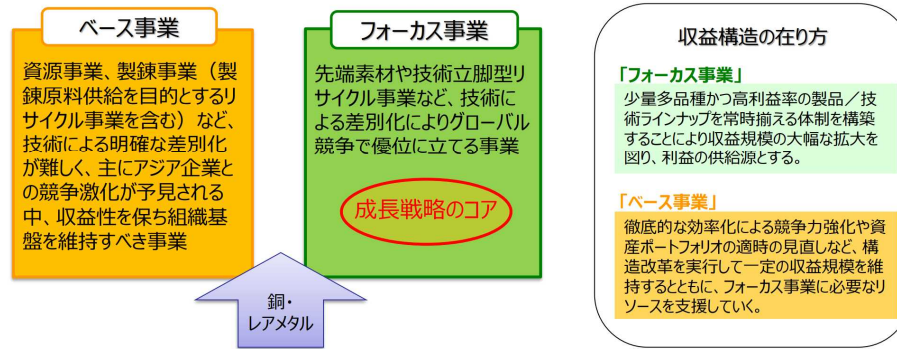 ベース事業
資源事業、製錬事業（製
錬原料供給を目的とするリ
サイクル事業を含む）など、
技術による明確な差別化
が難しく、主にアジア企業と
の競争激化が予見される
中、収益性を保ち組織基
盤を維持すべき事業
フォーカス事業
先端素材や技術立脚型リ
サイクル事業など、技術に
よる差別化によりグローバル
競争で優位に立てる事業
成長戦略のコア
銅・
レアメタル
収益構造の在り方
「フォーカス事業」
少量多品種かつ高利益率の製品／技
術ラインナップを常時揃える体制を構築
することにより収益規模の大幅な拡大を
図り、利益の供給源とする。
「ベース事業」
徹底的な効率化による競争力強化や資
産ポートフォリオの適時の見直しなど、構
造改革を実行して一定の収益規模を維
持するとともに、フォーカス事業に必要なリ
ソースを支援していく。